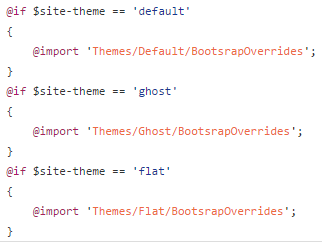 @if $site-theme == 'default'
{
@import 'Themes/Default/BootsrapOverrides';
}
@if $site-theme == 'ghost'
{
@import 'Themes/Ghost/BootsrapOverrides';
}
@if $site-theme == 'flat'
{
@import 'Themes/Flat/BootsrapOverrides';
}